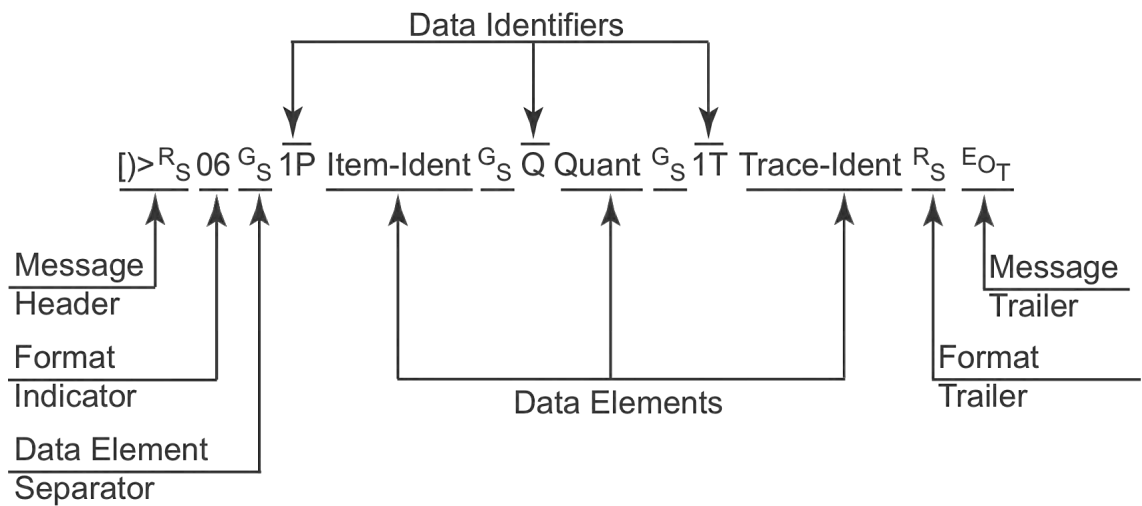 Data Identifiers
[)>RS 06 GS 1P Item-Ident GS Q Quant GS 1T Trace-Ident RS EOT
Message
Header
Message
Trailer
Format
Indicator
Format
Trailer
Data Elements
Data Element
Separator